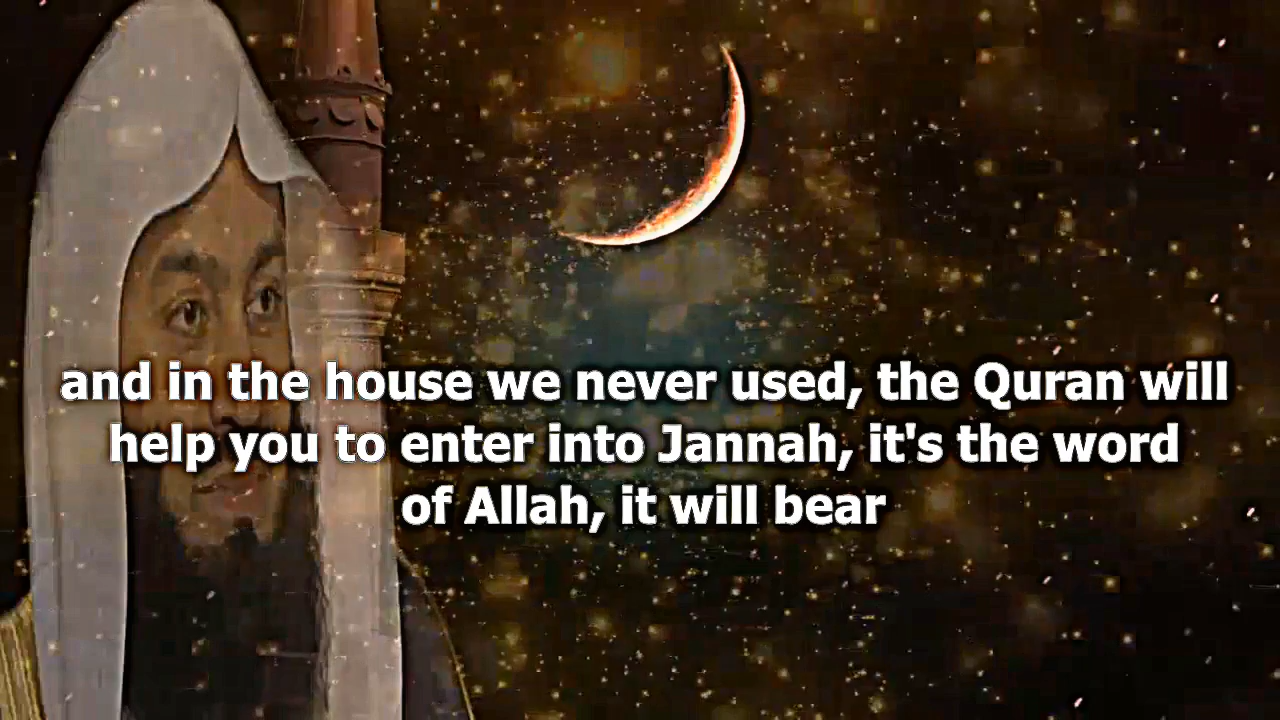 and in the house we never used, the Quran will
help you to enter into Jannah, it's the word
of Allah, it will bear